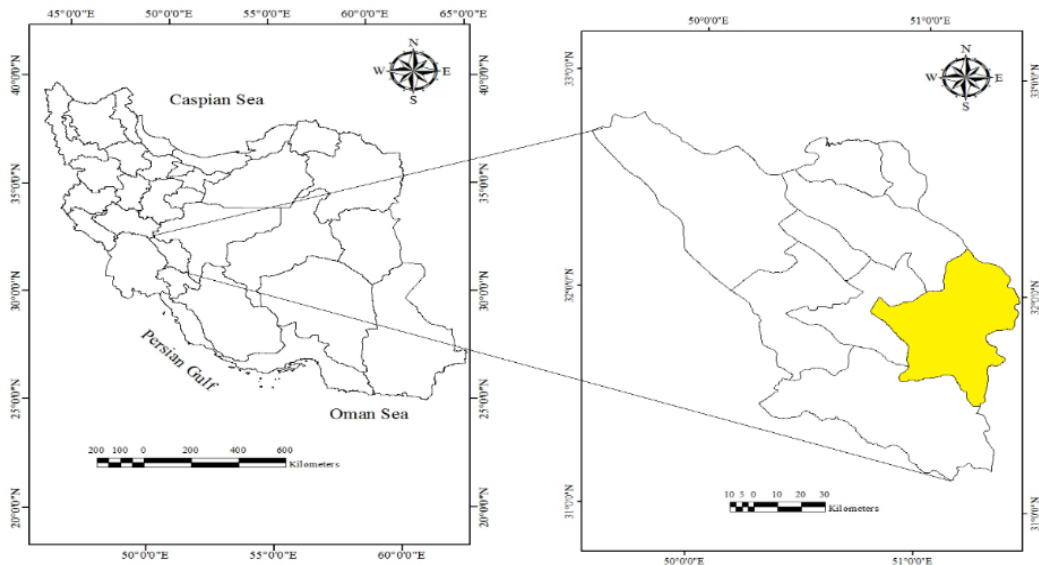 45°0'0"E 50°0'0"E 55°0'0"E 60°0'0"E 65°0'0"E
40°0'0"N
35°0'0"N
30°0'0"N
25°0'0"N
20°0'0"N
N
W E
S
Caspian Sea
Persian Gulf
Oman Sea
200 100 0 200 400 600
Kilometers
40°0'0"N
35°0'0"N
30°0'0"N
25°0'0"N
20°0'0"N
50°0'0"E 55°0'0"E 60°0'0"E
50°0'0"E 51°0'0"E
33°0'0"N
32°0'0"N
31°0'0"N
N
W E
S
10 5 0 10 20 30
Kilometers
33°0'0"N
32°0'0"N
31°0'0"N
50°0'0"E 51°0'0"E